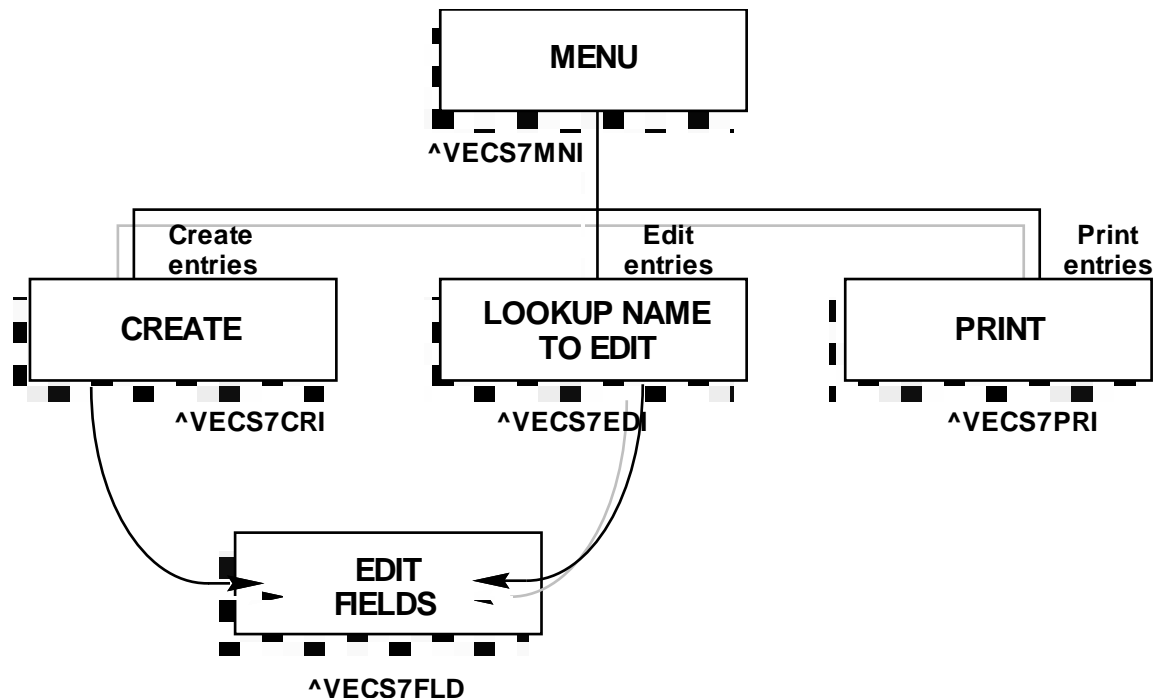 MENU
^VECS7MNI
Create
entries
Edit
entries
Print
entries
CREATE
LOOKUP NAME
TO EDIT
PRINT
^VECS7CRI
^VECS7EDI
^VECS7PRI
EDIT
FIELDS
^VECS7FLD